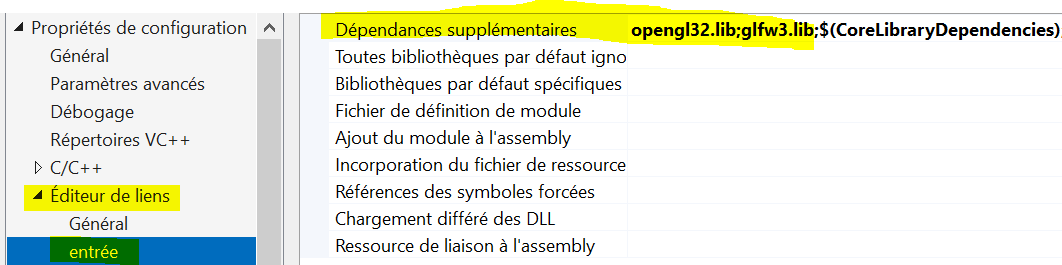 Propriétés de configuration
Général
Paramètres avancés
Débogage
Répertoires VC++
C/C++
Éditeur de liens
Général
entrée
Dépendances supplémentaires opengl32.lib;glfw3.lib;$(CoreLibraryDependencies)
Toutes bibliothèques par défaut igno
Bibliothèques par défaut spécifiques
Fichier de définition de module
Ajout du module à l'assembly
Incorporation du fichier de ressource
Références des symboles forcées
Chargement différé des DLL
Ressource de liaison à l'assembly